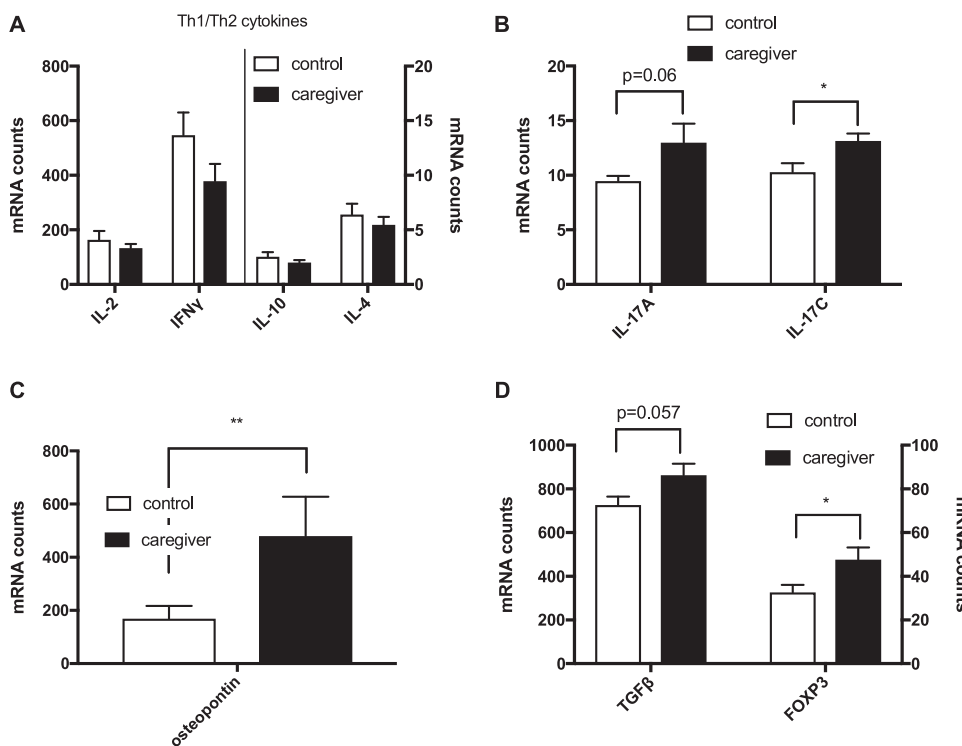 A
Th1/Th2 cytokines
control
caregiver
mRNA counts
800
600
400
200
0
20
15
10
5
0
mRNA counts
IL-2
IFNγ
IL-10
IL-4
B
control
caregiver
p=0.06
*
mRNA counts
20
15
10
5
0
IL-17A
IL-17C
C
**
control
caregiver
mRNA counts
800
600
400
200
0
osteopontin
D
p=0.057
control
caregiver
*
mRNA counts
1000
800
600
400
200
0
100
80
60
40
20
0
mRNA counts
TGFβ
FOXP3